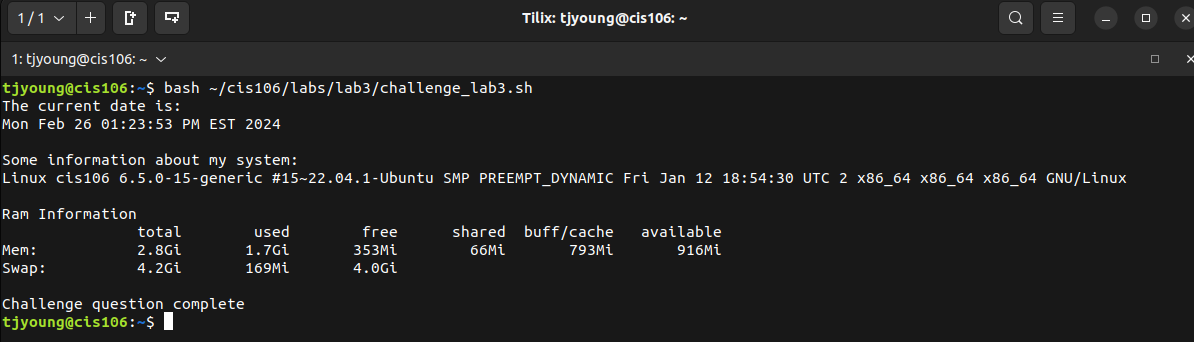 1 / 1
Tilix: tjyoung@cis106: ~
1: tjyoung@cis106: ~
tjyoung@cis106:~$ bash ~/cis106/labs/lab3/challenge_lab3.sh
The current date is:
Mon Feb 26 01:23:53 PM EST 2024
Some information about my system:
Linux cis106 6.5.0-15-generic #15~22.04.1-Ubuntu SMP PREEMPT_DYNAMIC Fri Jan 12 18:54:30 UTC 2 x86_64 x86_64 x86_64 GNU/Linux
Ram Information
               total        used        free      shared  buff/cache   available
Mem:           2.8Gi       1.7Gi       353Mi        66Mi       793Mi       916Mi
Swap:          4.2Gi       169Mi       4.0Gi
Challenge question complete
tjyoung@cis106:~$